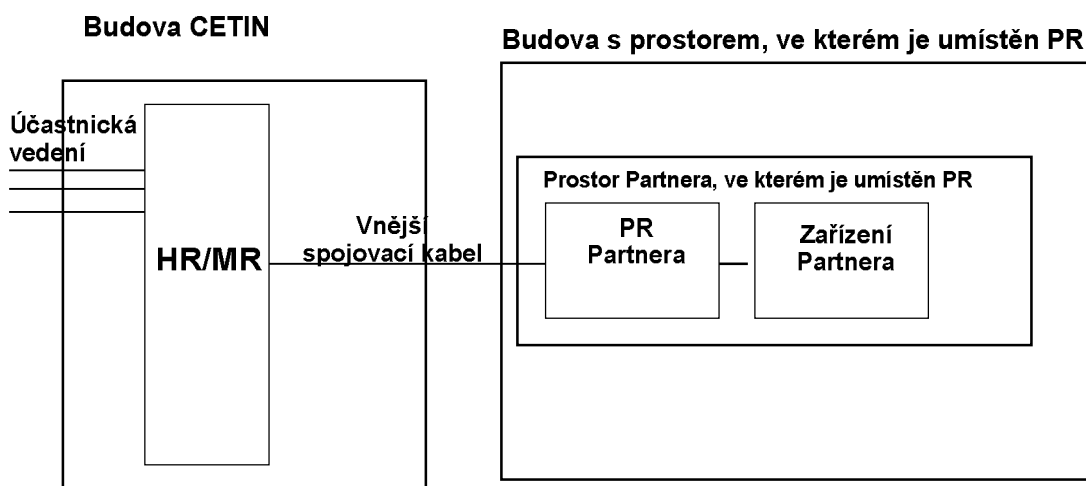 Budova CETIN
Budova s prostorem, ve kterém je umístěn PR
Účastnická
vedení
HR/MR
Vnější
spojovací kabel
Prostor Partnera, ve kterém je umístěn PR
PR
Partnera
Zařízení
Partnera